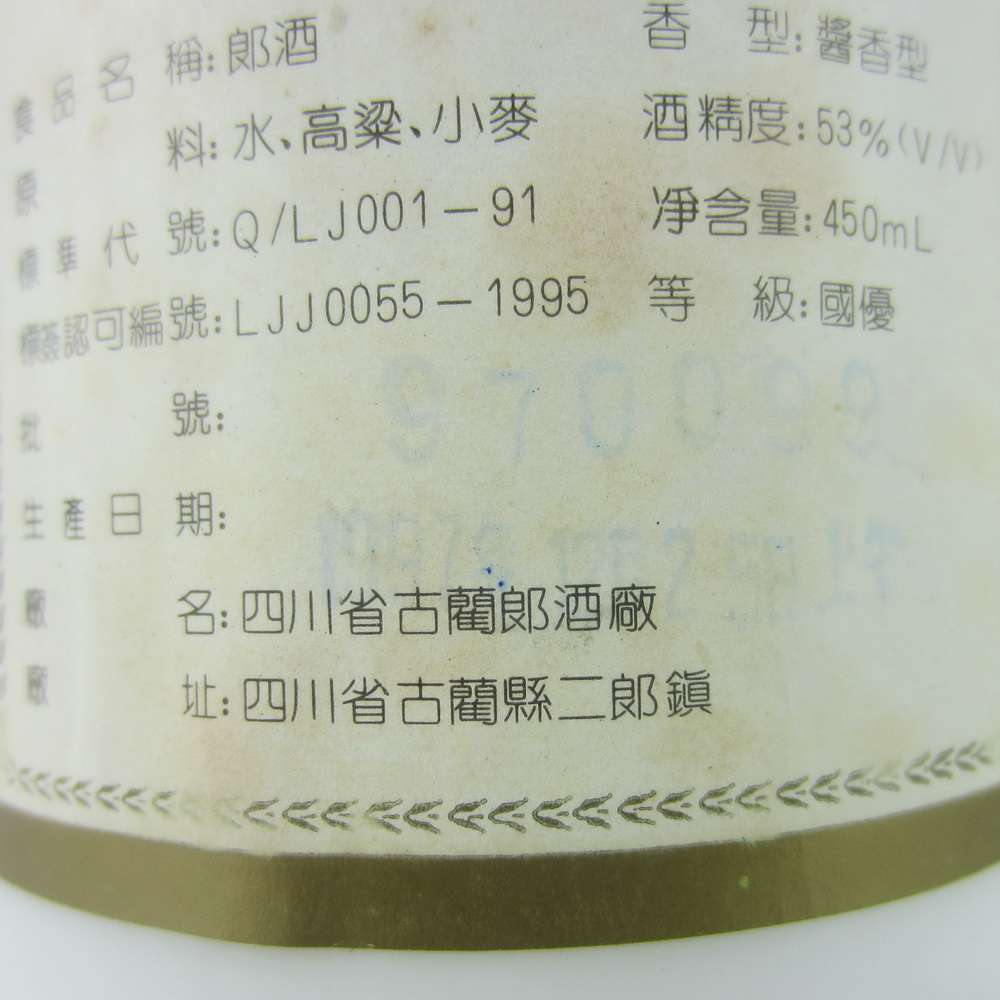 食品名稱:郎酒 香型:醬香型
原料:水、高粱、小麥 酒精度:53%(V/V)
標準代號:Q/LJ001-91 凈含量:450mL
標簽認可編號:LJJ0055-1995 等級:國優
批號:
生產日期:
廠名:四川省古藺郎酒廠
廠址:四川省古藺縣二郎鎮